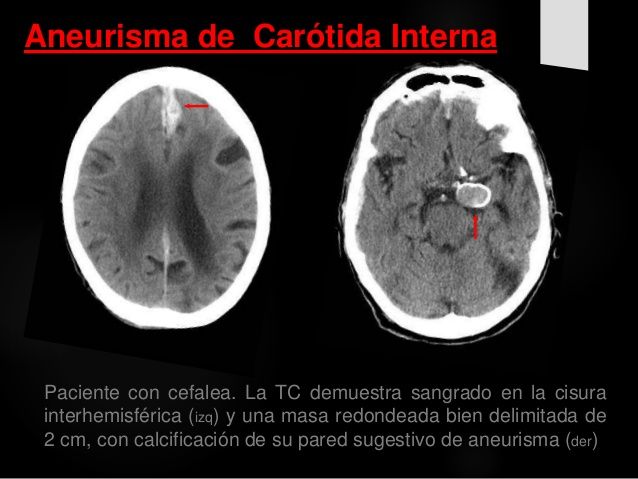 Aneurisma de  Carótida Interna
Paciente con cefalea. La TC demuestra sangrado en la cisura
interhemisférica (izq) y una masa redondeada bien delimitada de
2 cm, con calcificación de su pared sugestivo de aneurisma (der)